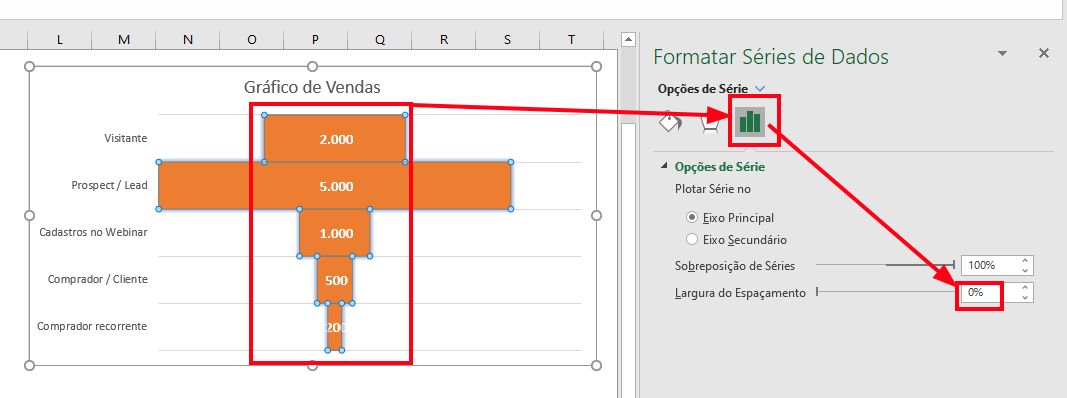 L M N O P Q R S T
Formatar Séries de Dados
Opções de Série
Gráfico de Vendas
Visitante 2.000
Prospect / Lead 5.000
Cadastros no Webinar 1.000
Comprador / Cliente 500
Comprador recorrente 200
Opções de Série
Plotar Série no
Eixo Principal
Eixo Secundário
Sobreposição de Séries 100%
Largura do Espaçamento 0%